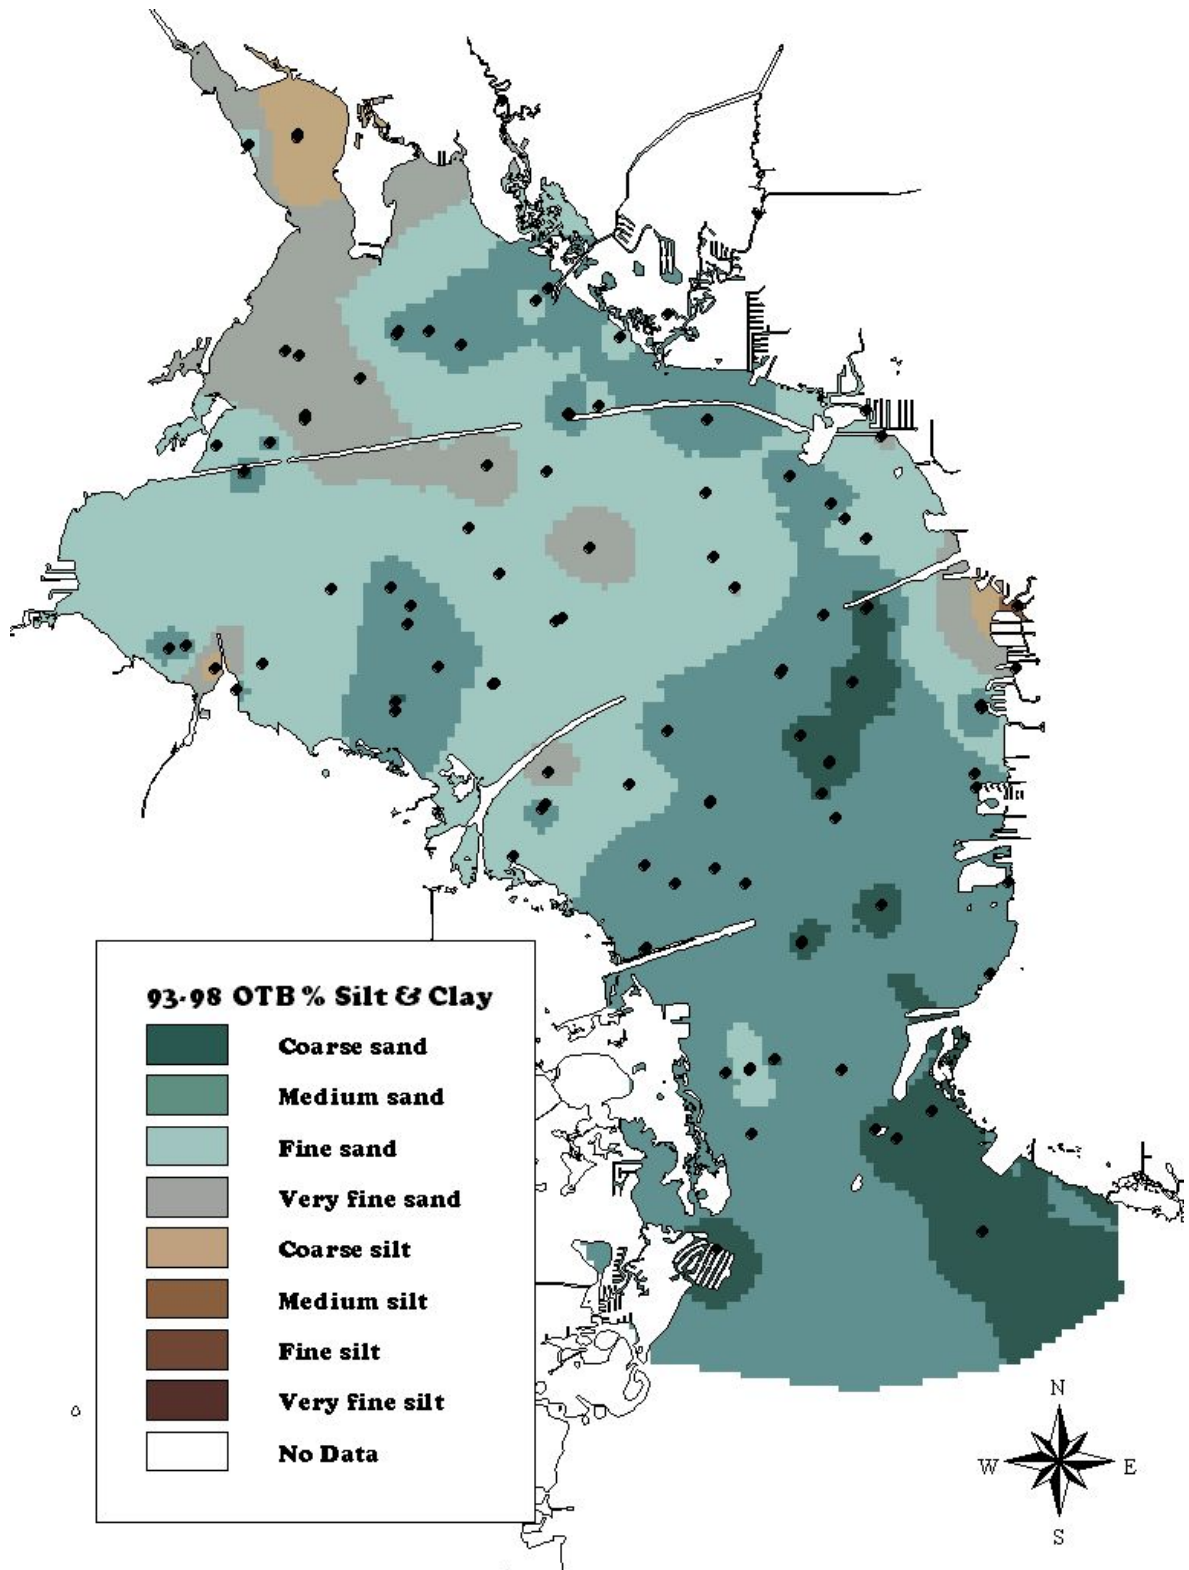 93-98 OTB % Silt & Clay
Coarse sand
Medium sand
Fine sand
Very fine sand
Coarse silt
Medium silt
Fine silt
Very fine silt
No Data
N
W E
S